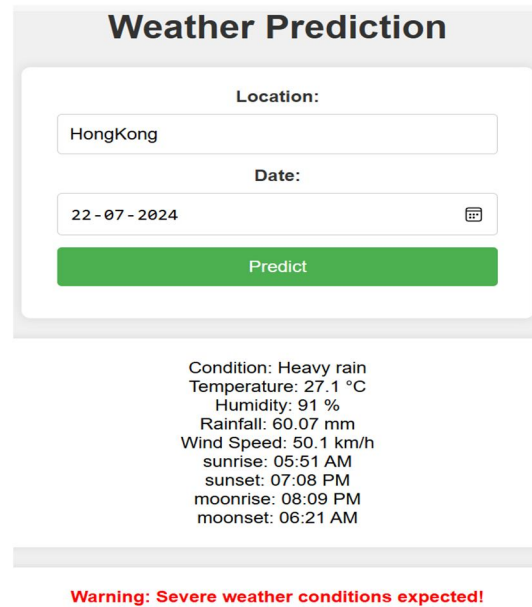 Weather Prediction
Location:
HongKong
Date:
22-07-2024
Predict
Condition: Heavy rain
Temperature: 27.1 °C
Humidity: 91 %
Rainfall: 60.07 mm
Wind Speed: 50.1 km/h
sunrise: 05:51 AM
sunset: 07:08 PM
moonrise: 08:09 PM
moonset: 06:21 AM
Warning: Severe weather conditions expected!